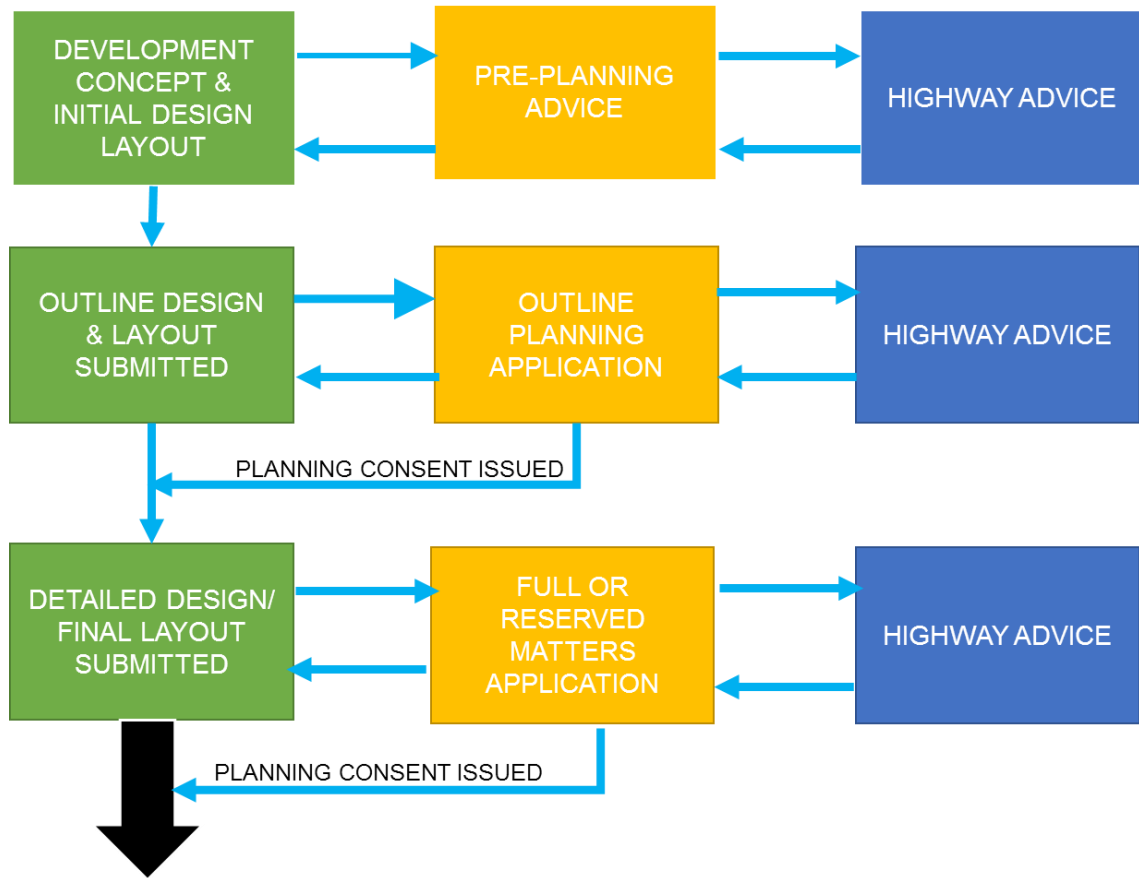 DEVELOPMENT
CONCEPT &
INITIAL DESIGN
LAYOUT
PRE-PLANNING
ADVICE
HIGHWAY ADVICE
OUTLINE DESIGN
& LAYOUT
SUBMITTED
OUTLINE
PLANNING
APPLICATION
HIGHWAY ADVICE
PLANNING CONSENT ISSUED
DETAILED DESIGN/
FINAL LAYOUT
SUBMITTED
FULL OR
RESERVED
MATTERS
APPLICATION
HIGHWAY ADVICE
PLANNING CONSENT ISSUED